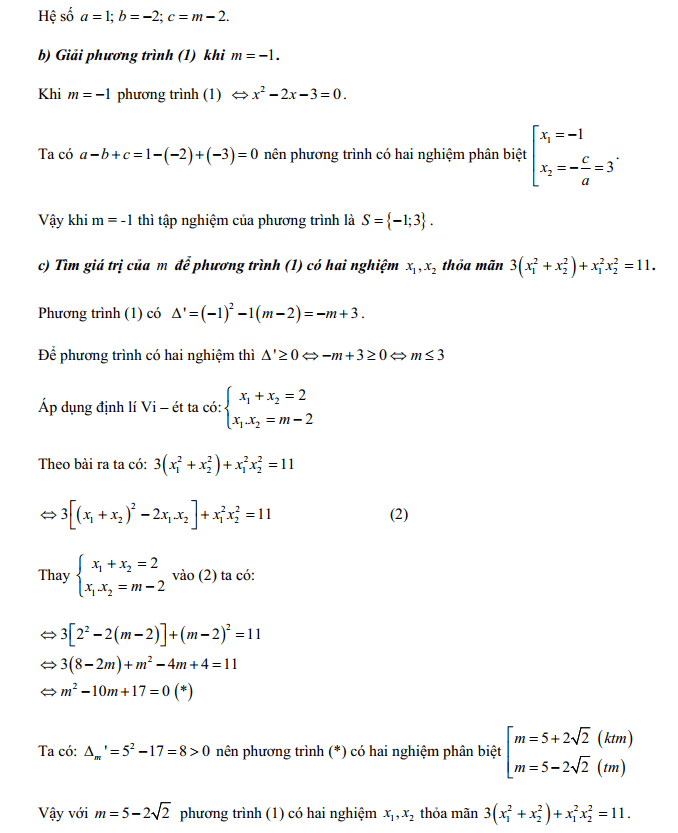 Hệ số a = 1; b = −2; c = m − 2.
b) Giải phương trình (1) khi m = −1.
Khi m = −1 phương trình (1) ⇔ x² − 2x − 3 = 0.
Ta có a − b + c = 1 − (−2) + (−3) = 0 nên phương trình có hai nghiệm phân biệt [x₁ = −1; x₂ = −c/a = 3.
Vậy khi m = -1 thì tập nghiệm của phương trình là S = {−1;3}.
c) Tìm giá trị của m để phương trình (1) có hai nghiệm x₁, x₂ thỏa mãn 3(x₁² + x₂²) + x₁²x₂² = 11.
Phương trình (1) có Δ' = (−1)² − 1(m − 2) = −m + 3.
Để phương trình có hai nghiệm thì Δ' ≥ 0 ⇔ −m + 3 ≥ 0 ⇔ m ≤ 3
Áp dụng định lí Vi – ét ta có: {x₁ + x₂ = 2; x₁.x₂ = m − 2
Theo bài ra ta có: 3(x₁² + x₂²) + x₁²x₂² = 11
⇔ 3[(x₁ + x₂)² − 2x₁.x₂] + x₁²x₂² = 11 (2)
Thay {x₁ + x₂ = 2; x₁.x₂ = m − 2 vào (2) ta có:
⇔ 3[2² − 2(m − 2)] + (m − 2)² = 11
⇔ 3(8 − 2m) + m² − 4m + 4 = 11
⇔ m² − 10m + 17 = 0 (*)
Ta có: Δₘ' = 5² − 17 = 8 > 0 nên phương trình (*) có hai nghiệm phân biệt [m = 5 + 2√2 (ktm); m = 5 − 2√2 (tm)
Vậy với m = 5 − 2√2 phương trình (1) có hai nghiệm x₁, x₂ thỏa mãn 3(x₁² + x₂²) + x₁²x₂² = 11.